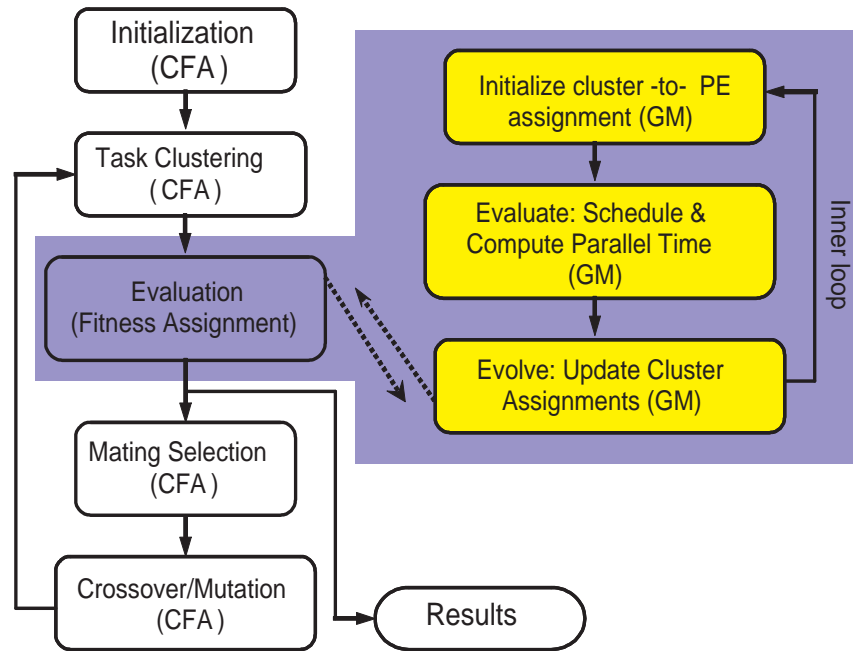 Initialization
(CFA)
Task Clustering
(CFA)
Evaluation
(Fitness Assignment)
Mating Selection
(CFA)
Crossover/Mutation
(CFA)
Results
Initialize cluster -to- PE
assignment (GM)
Evaluate: Schedule &
Compute Parallel Time
(GM)
Evolve: Update Cluster
Assignments (GM)
Inner loop